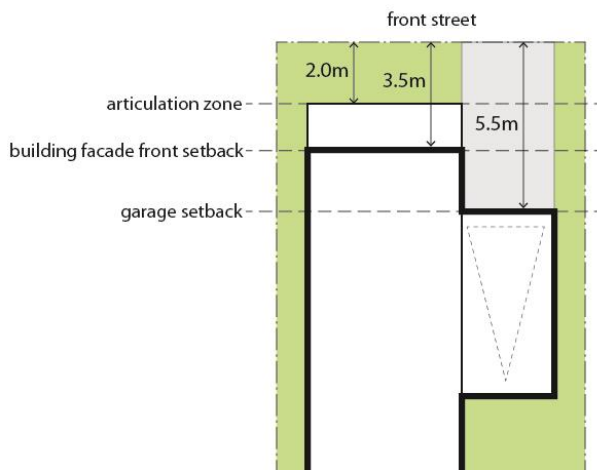 front street
2.0m
3.5m
articulation zone
5.5m
building facade front setback
garage setback